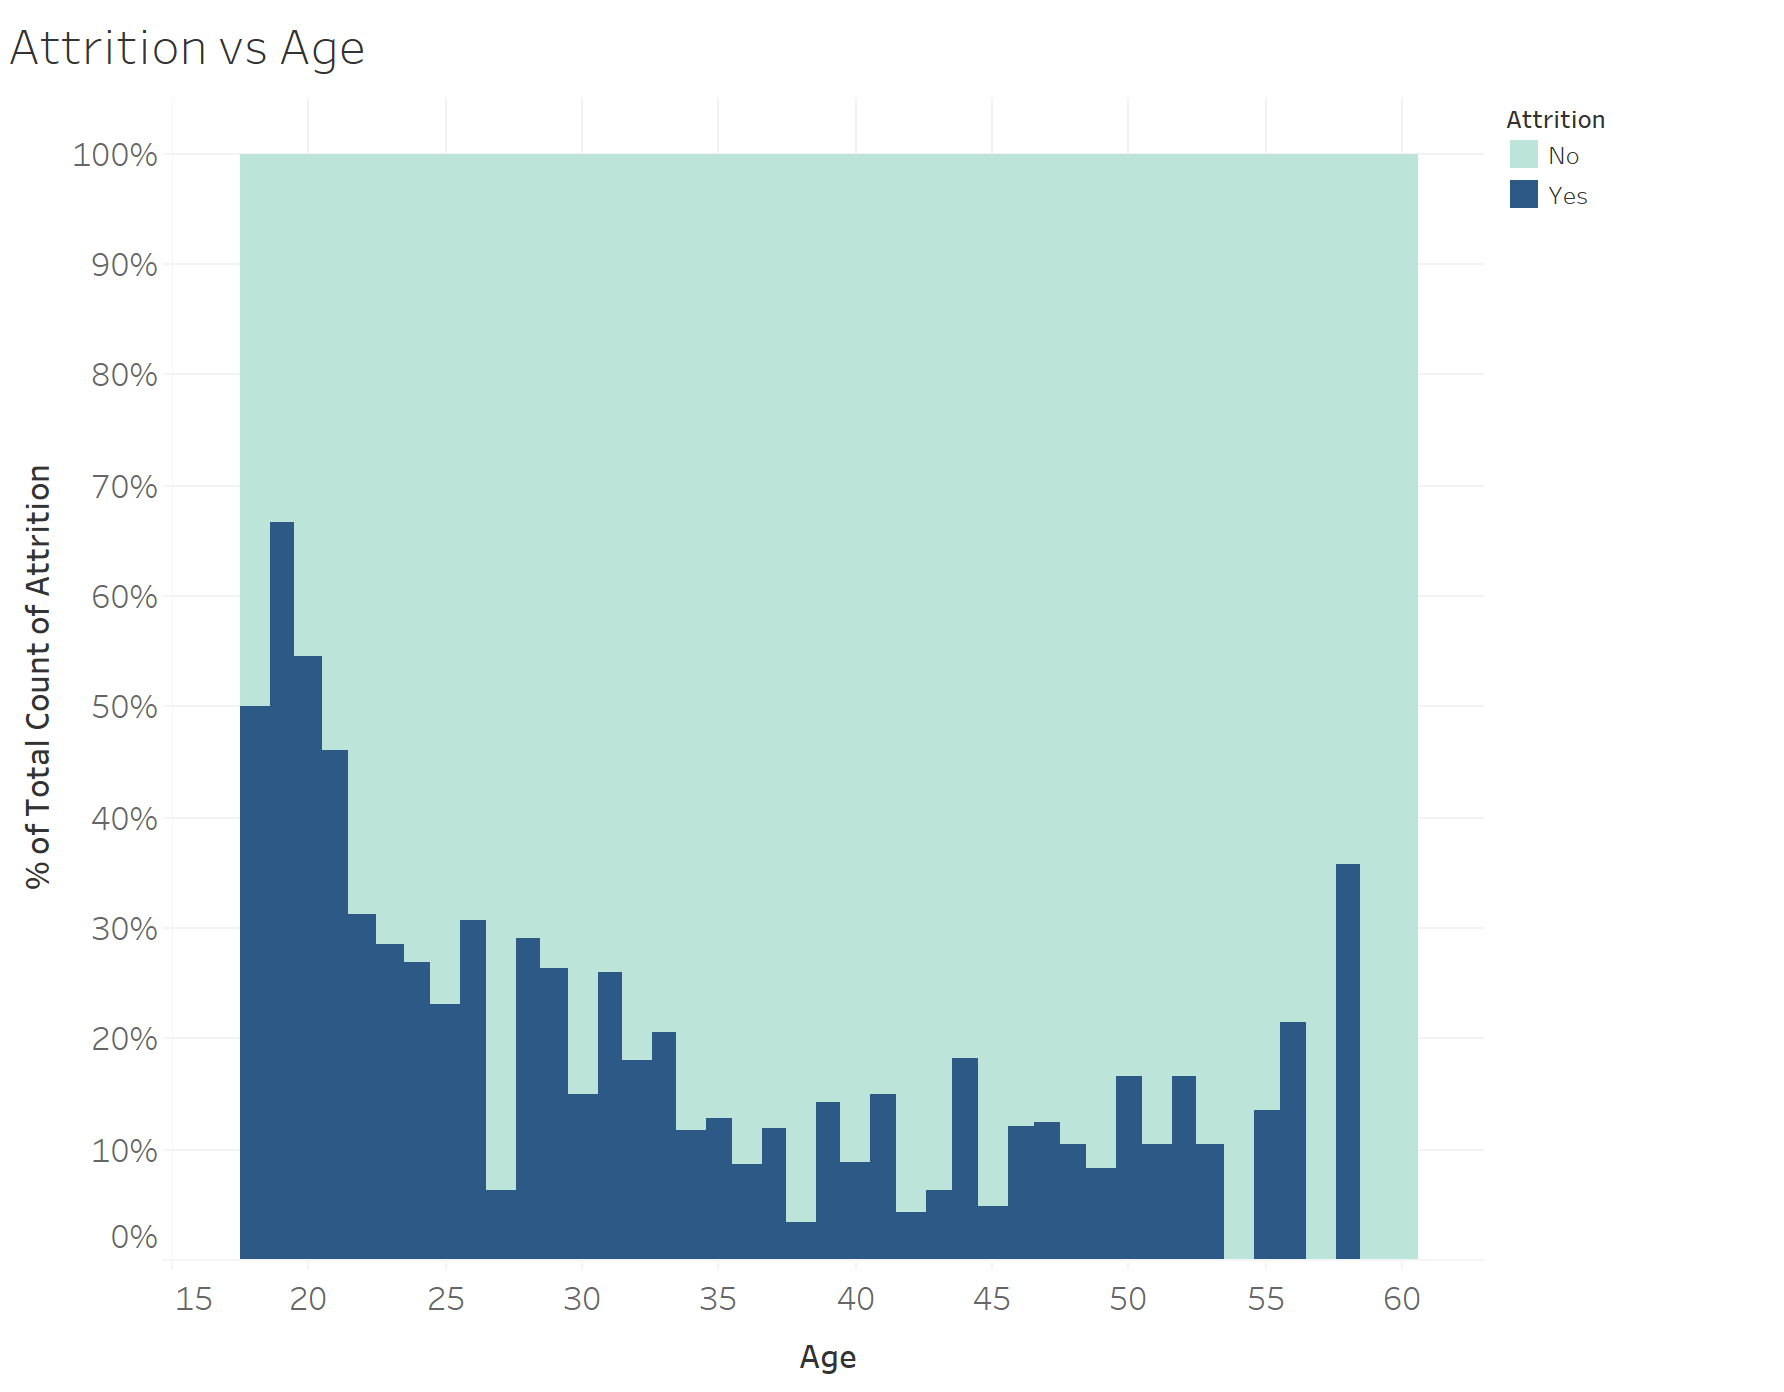 Attrition vs Age
Attrition
No
Yes
% of Total Count of Attrition
100%
90%
80%
70%
60%
50%
40%
30%
20%
10%
0%
15 20 25 30 35 40 45 50 55 60
Age